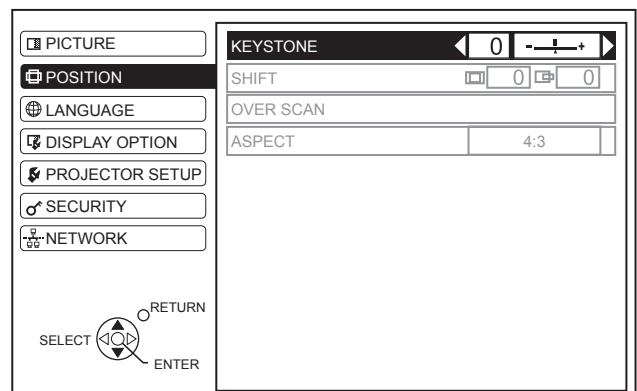 PICTURE
POSITION
LANGUAGE
DISPLAY OPTION
PROJECTOR SETUP
SECURITY
NETWORK
RETURN
SELECT
ENTER
KEYSTONE 0 - +
SHIFT 0 0
OVER SCAN
ASPECT 4:3